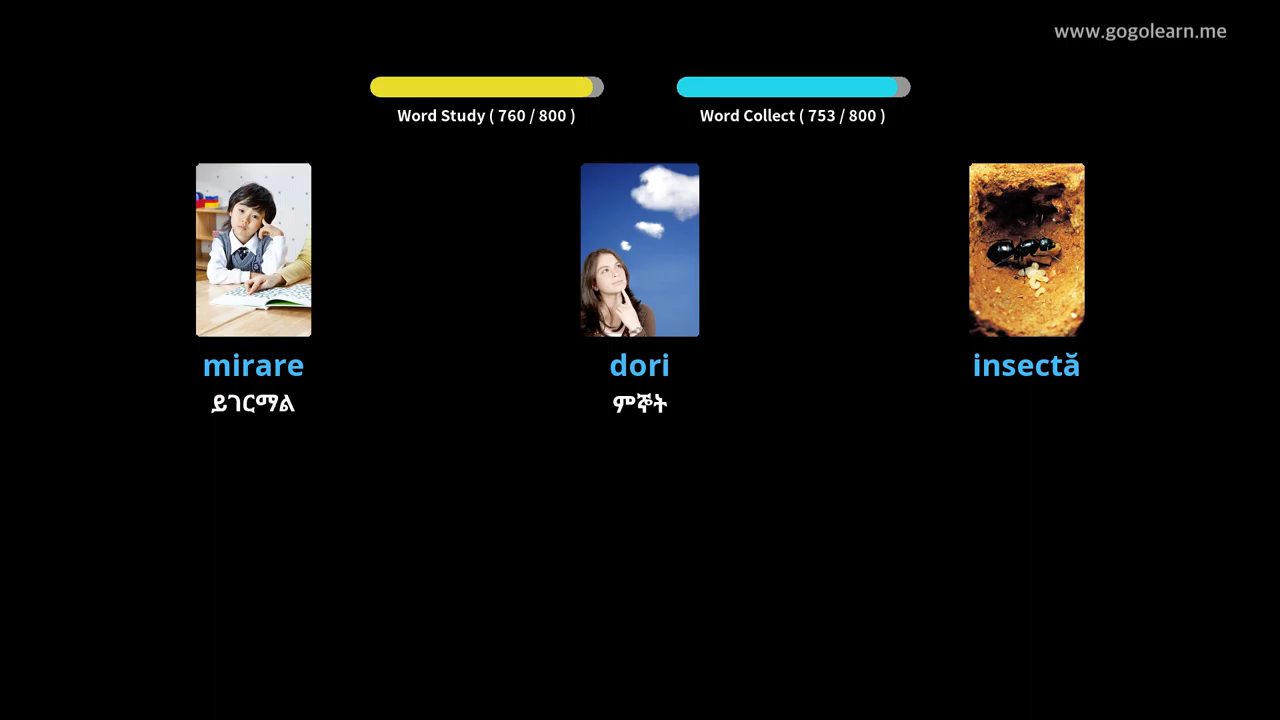 www.gogolearn.me
Word Study ( 760 / 800 )
Word Collect ( 753 / 800 )
mirare
ይገርማል
dori
ምኞት
insectă